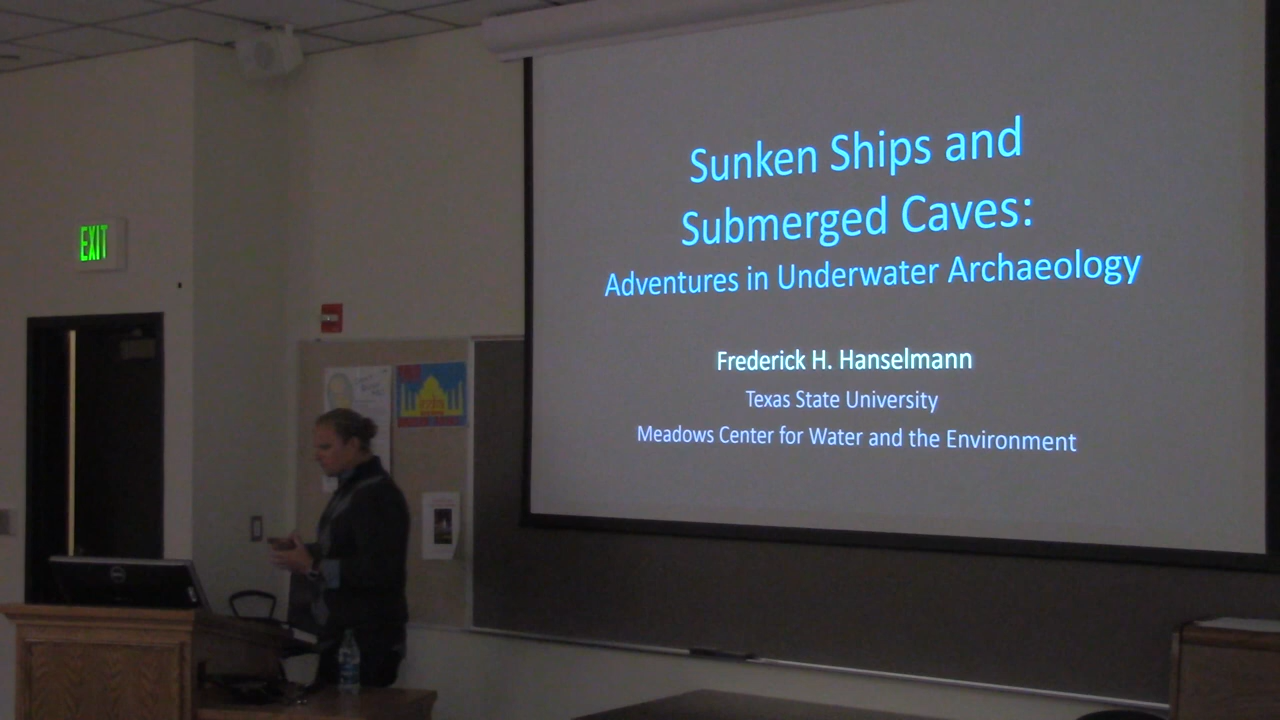 Sunken Ships and
Submerged Caves:
Adventures in Underwater Archaeology
Frederick H. Hanselmann
Texas State University
Meadows Center for Water and the Environment
EXIT
DELL